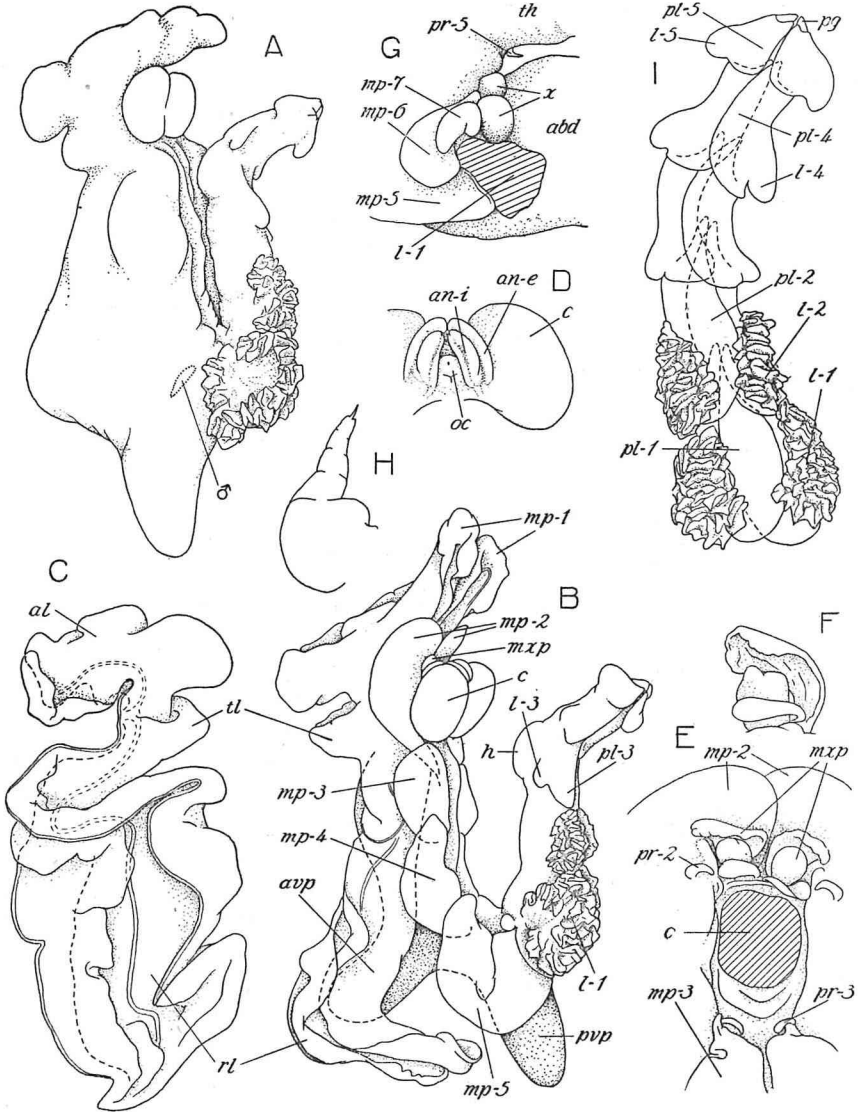 A
G
pr-5
th
mp-7
mp-6
x
abd
mp-5
l-1
I
pl-5
pg
l-5
pl-4
l-4
pl-2
l-2
l-1
pl-1
D
an-i
an-e
c
oc
♂
H
C
al
tl
rl
B
mp-1
mp-2
mxp
c
l-3
h
pl-3
mp-3
mp-4
avp
l-1
mp-5
pvp
F
E
mp-2
mxp
pr-2
c
mp-3
pr-3